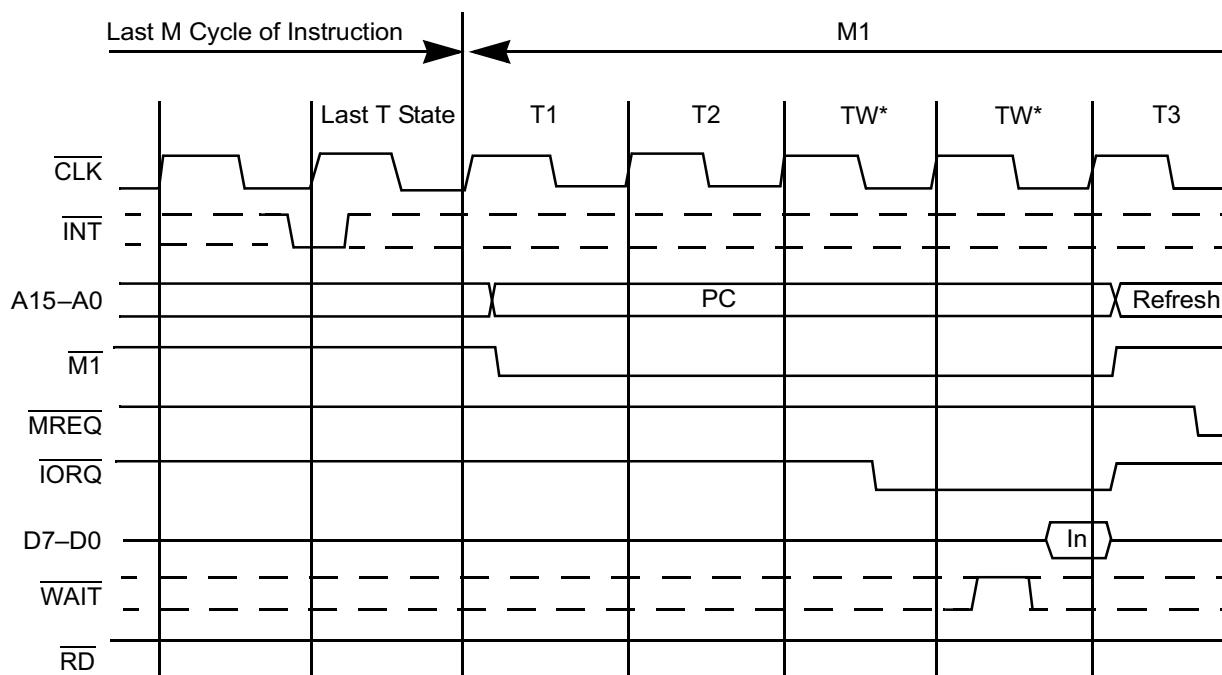 Last M Cycle of Instruction M1
Last T State T1 T2 TW* TW* T3
CLK
INT
A15–A0 PC Refresh
M1
MREQ
IORQ
D7–D0 In
WAIT
RD